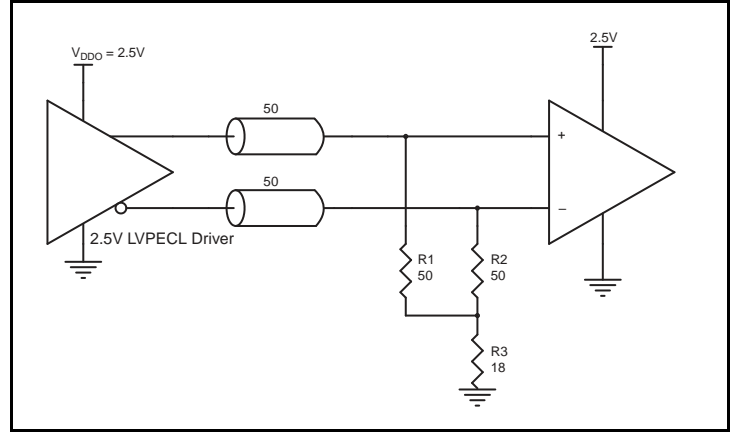 V_DDO = 2.5V
2.5V
50
+
50
–
2.5V LVPECL Driver
R1
50
R2
50
R3
18